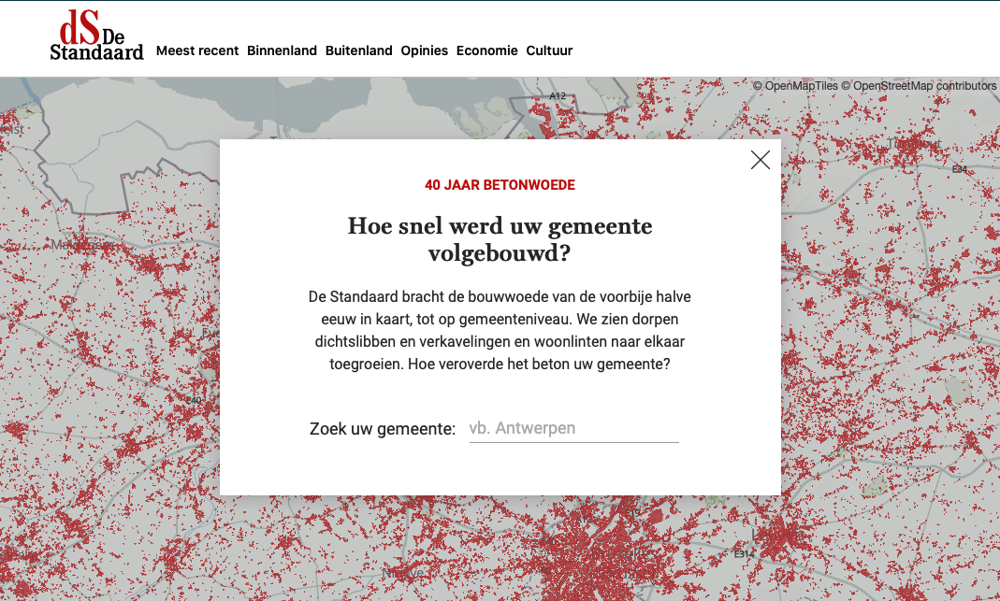 dS De
Standaard
Meest recent Binnenland Buitenland Opinies Economie Cultuur
© OpenMapTiles © OpenStreetMap contributors
A12
E34
40 JAAR BETONWOEDE
Hoe snel werd uw gemeente
volgebouwd?
De Standaard bracht de bouwwoede van de voorbije halve
eeuw in kaart, tot op gemeenteniveau. We zien dorpen
dichtslibben en verkavelingen en woonlinten naar elkaar
toegroeien. Hoe veroverde het beton uw gemeente?
E40
Zoek uw gemeente: vb. Antwerpen
E19
E314